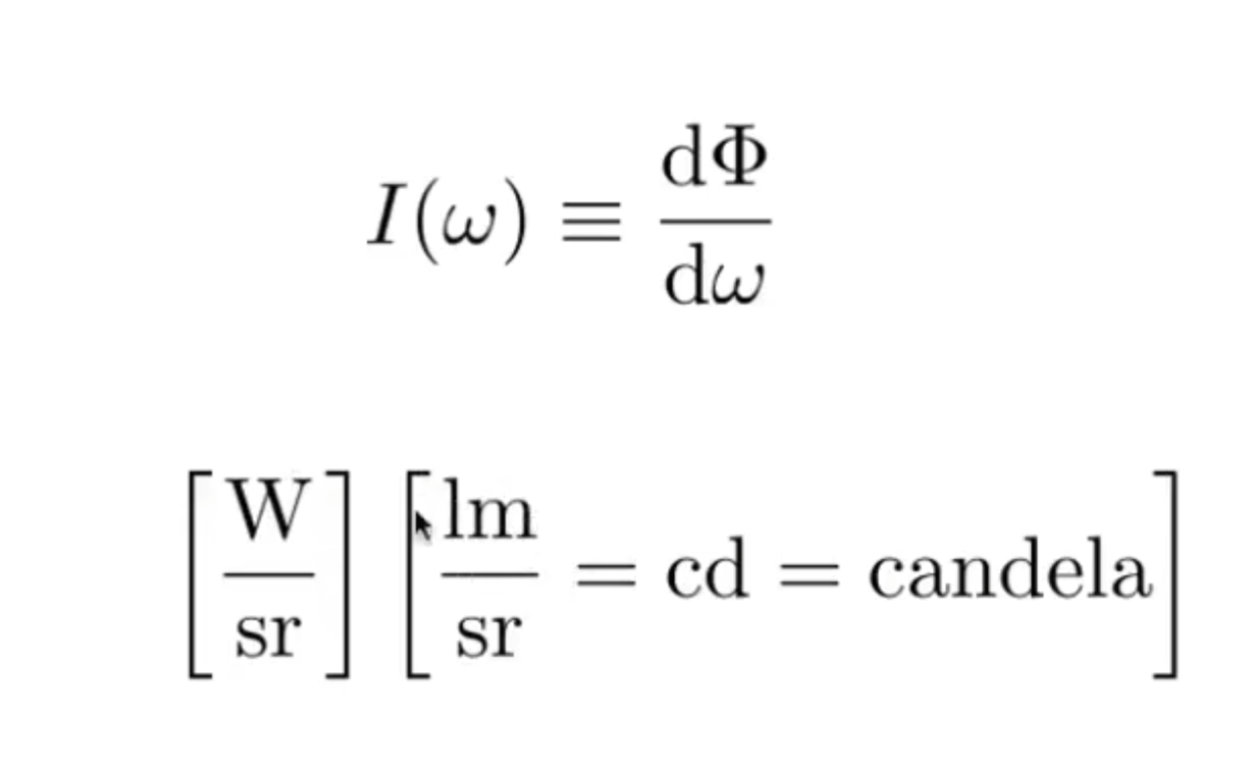 I(ω) ≡ dΦ/dω
[W/sr] [lm/sr = cd = candela]